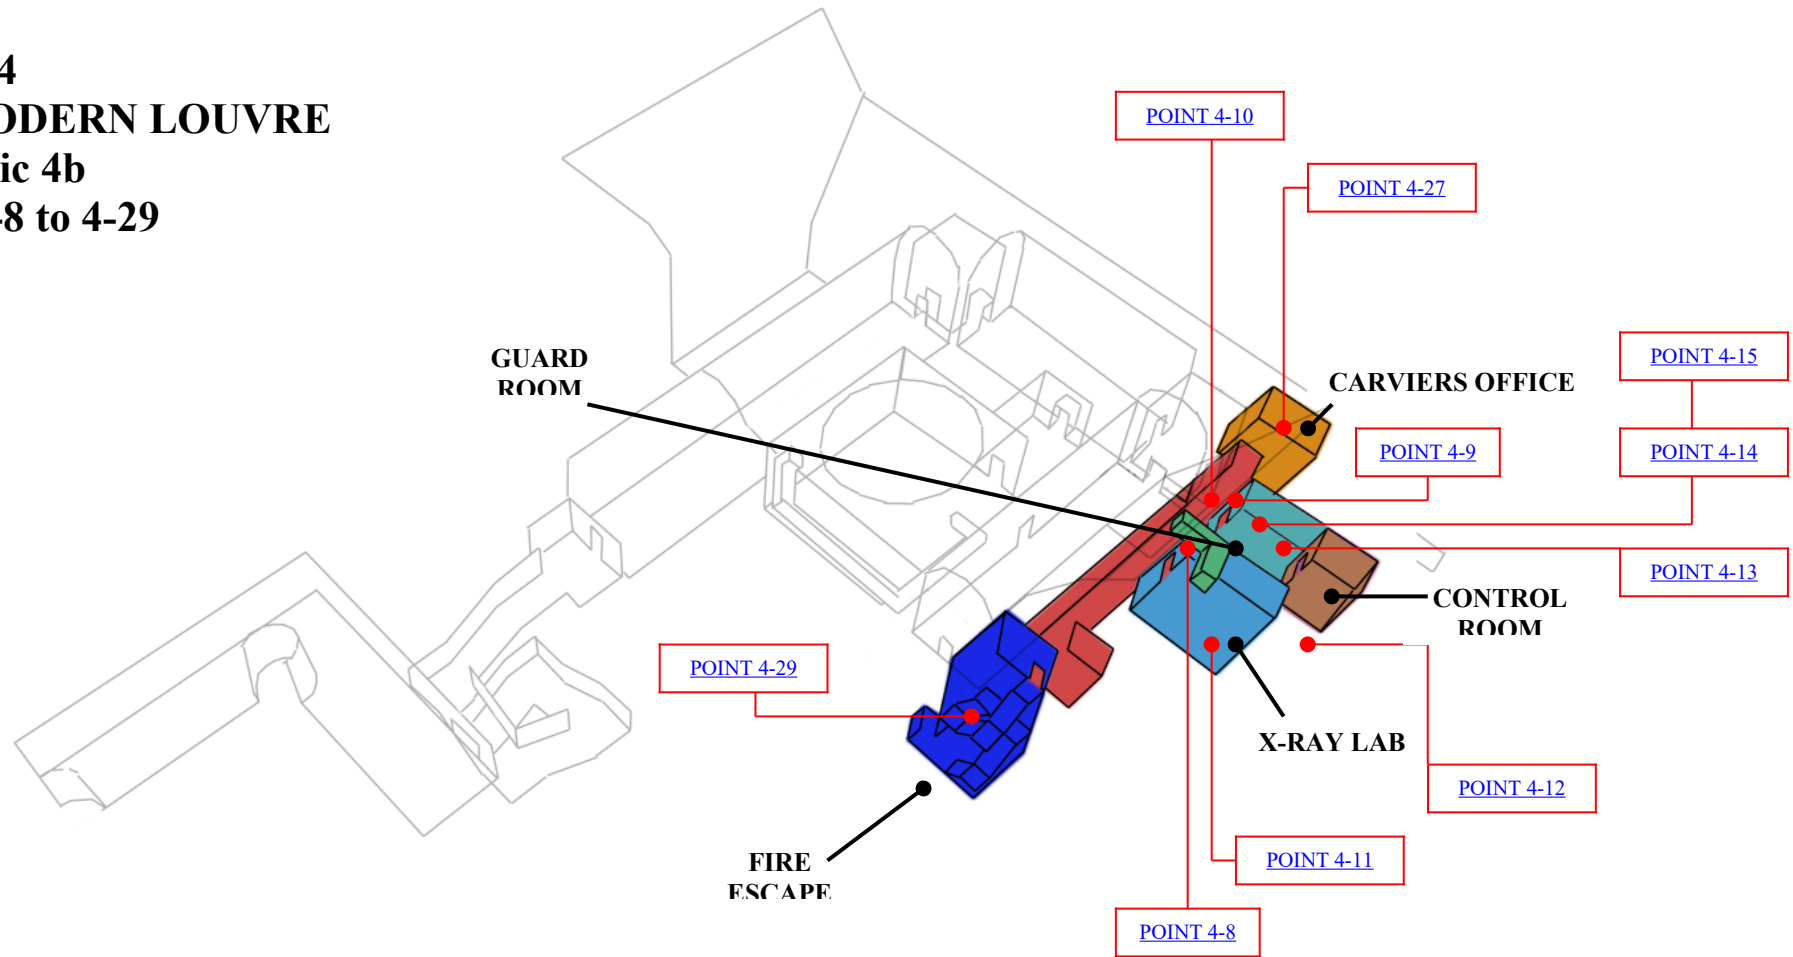 4
ODERN LOUVRE
ic 4b
-8 to 4-29
POINT 4-10
POINT 4-27
POINT 4-15
GUARD
ROOM
CARVIERS OFFICE
POINT 4-9
POINT 4-14
POINT 4-13
CONTROL
ROOM
POINT 4-29
X-RAY LAB
POINT 4-12
FIRE
ESCAPE
POINT 4-11
POINT 4-8